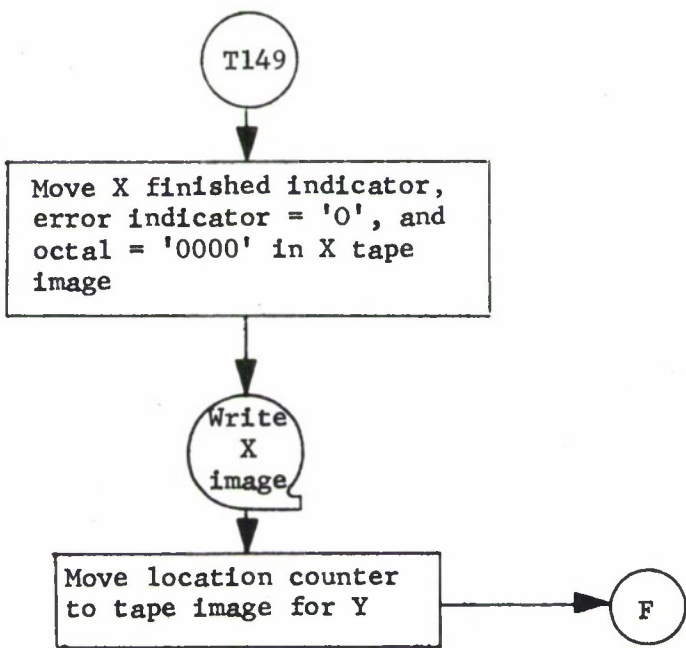 T149
Move X finished indicator,
error indicator = '0', and
octal = '0000' in X tape
image
Write
X
image
Move location counter
to tape image for Y
F